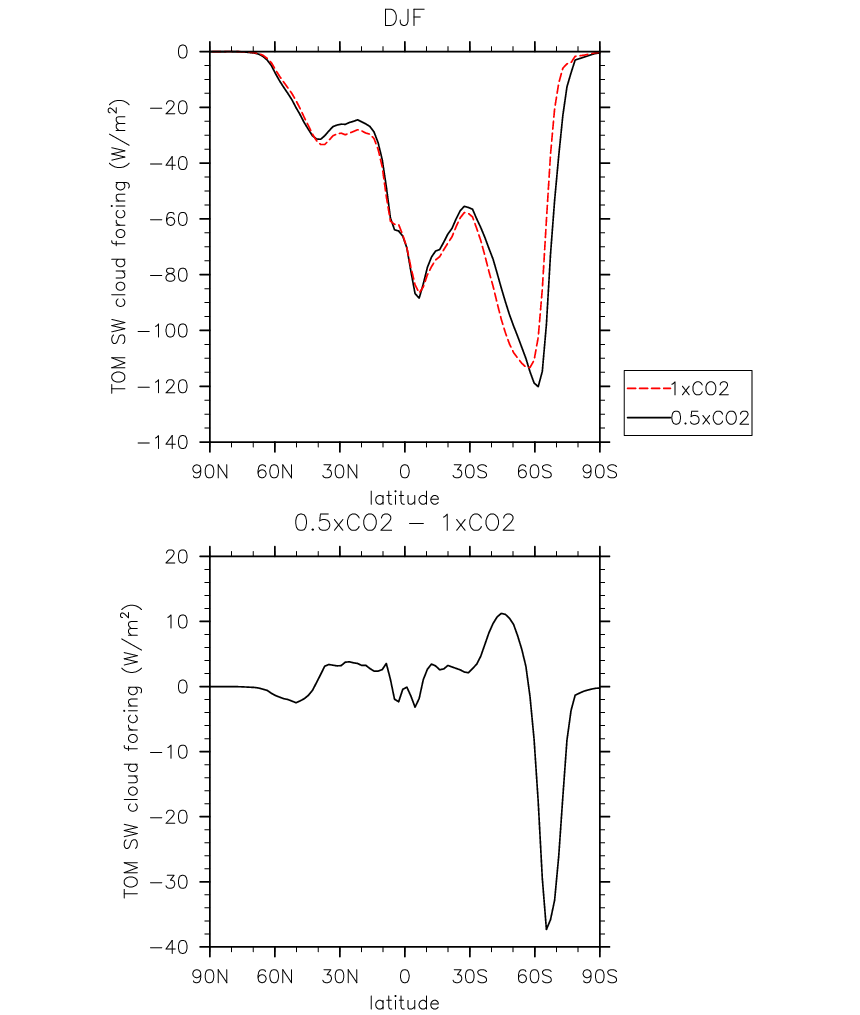 DJF
TOM SW cloud forcing (W/m²)
0
−20
−40
−60
−80
−100
−120
−140
90N 60N 30N 0 30S 60S 90S
latitude
1xCO2
0.5xCO2
0.5xCO2 − 1xCO2
TOM SW cloud forcing (W/m²)
20
10
0
−10
−20
−30
−40
90N 60N 30N 0 30S 60S 90S
latitude